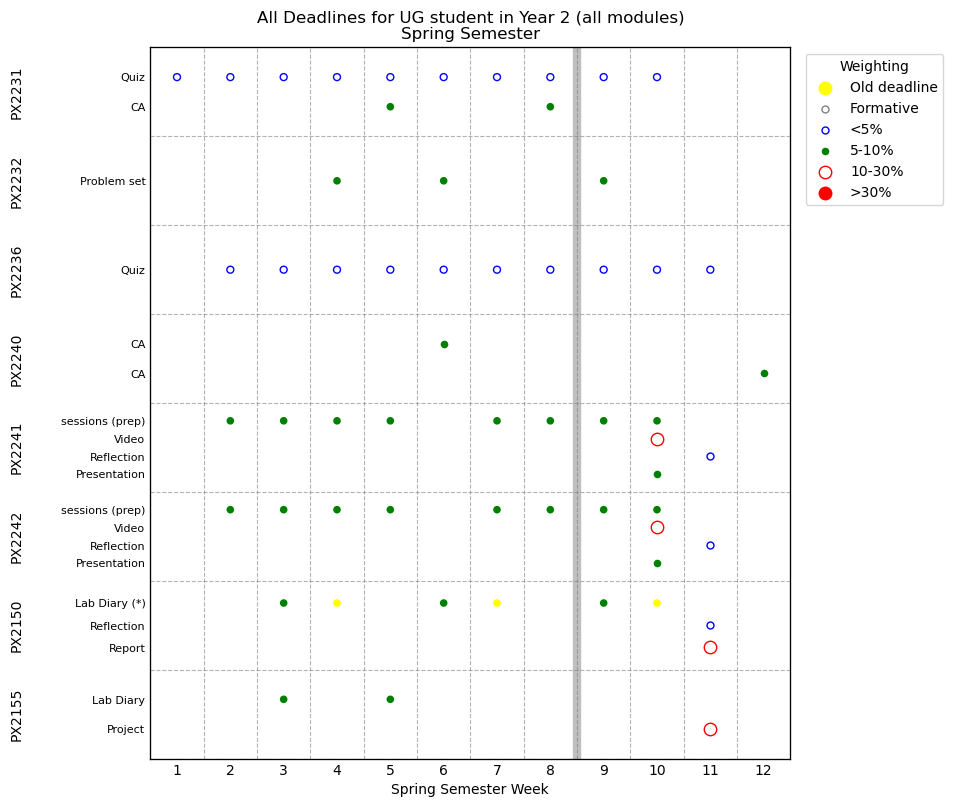 All Deadlines for UG student in Year 2 (all modules)
Spring Semester
Weighting
Old deadline
Formative
<5%
5-10%
10-30%
>30%
PX2231
Quiz
CA
PX2232
Problem set
PX2236
Quiz
PX2240
CA
CA
PX2241
sessions (prep)
Video
Reflection
Presentation
PX2242
sessions (prep)
Video
Reflection
Presentation
PX2150
Lab Diary (*)
Reflection
Report
PX2155
Lab Diary
Project
1 2 3 4 5 6 7 8 9 10 11 12
Spring Semester Week